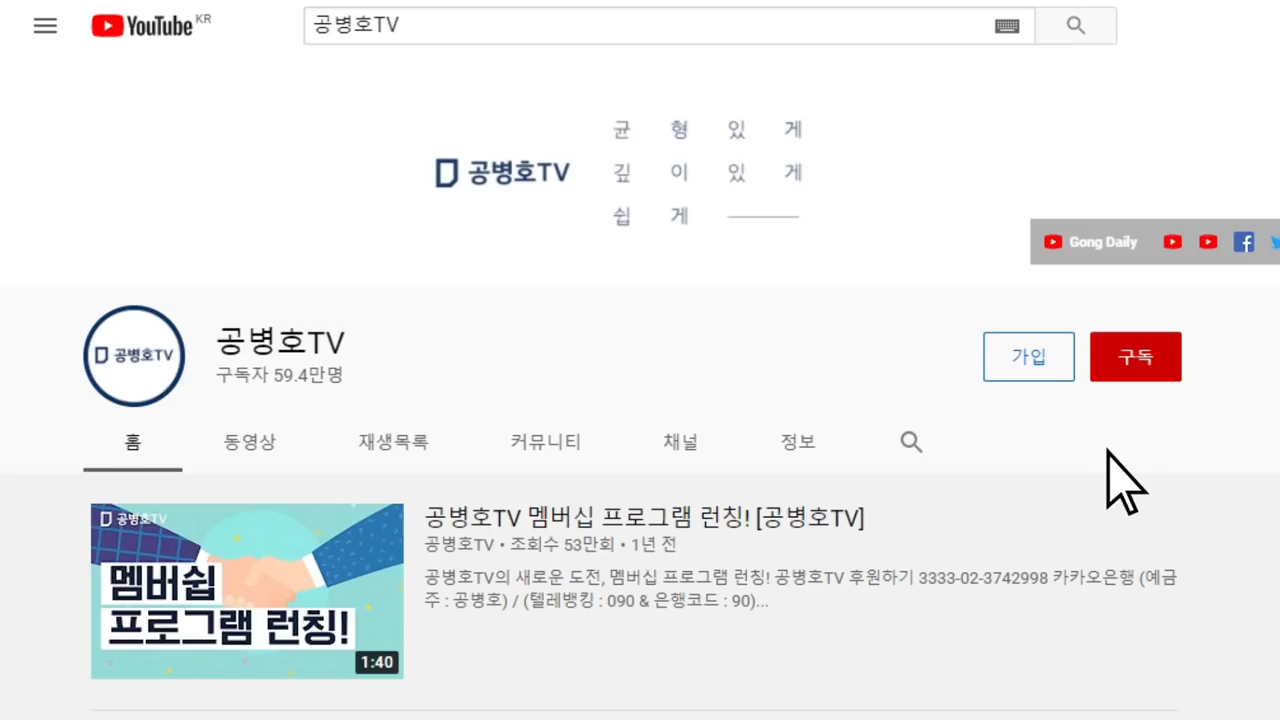 YouTube KR
공병호TV
균 형 있 게
공병호TV
깊 이 있 게
쉽 게
Gong Daily
공병호TV
공병호TV
구독자 59.4만명
가입
구독
홈 동영상 재생목록 커뮤니티 채널 정보
공병호TV
멤버쉽
프로그램 런칭!
1:40
공병호TV 멤버십 프로그램 런칭! [공병호TV]
공병호TV • 조회수 53만회 • 1년 전
공병호TV의 새로운 도전, 멤버십 프로그램 런칭! 공병호TV 후원하기 3333-02-3742998 카카오은행 (예금
주 : 공병호) / (텔레뱅킹 : 090 & 은행코드 : 90)...